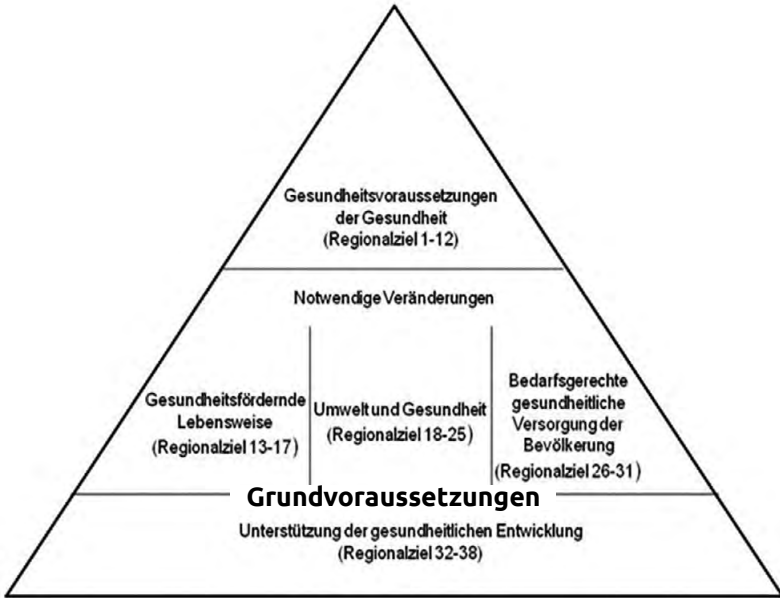 Gesundheitsvoraussetzungen
der Gesundheit
(Regionalziel 1-12)
Notwendige Veränderungen
Gesundheitsfördernde
Lebensweise
(Regionalziel 13-17)
Umwelt und Gesundheit
(Regionalziel 18-25)
Bedarfsgerechte
gesundheitliche
Versorgung der
Bevölkerung
(Regionalziel 26-31)
Grundvoraussetzungen
Unterstützung der gesundheitlichen Entwicklung
(Regionalziel 32-38)